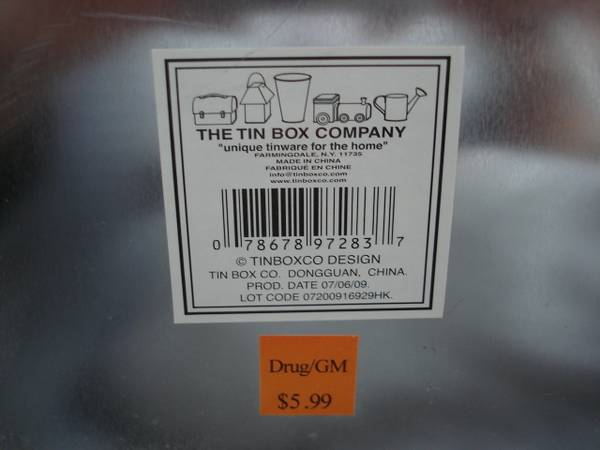 THE TIN BOX COMPANY
"unique tinware for the home"
FARMINGDALE, N.Y. 11735
MADE IN CHINA
FABRIQUE EN CHINE
info@tinboxco.com
www.tinboxco.com
0 78678 97283 7
© TINBOXCO DESIGN
TIN BOX CO. DONGGUAN, CHINA.
PROD. DATE 07/06/09.
LOT CODE 07200916929HK.
Drug/GM
$5.99